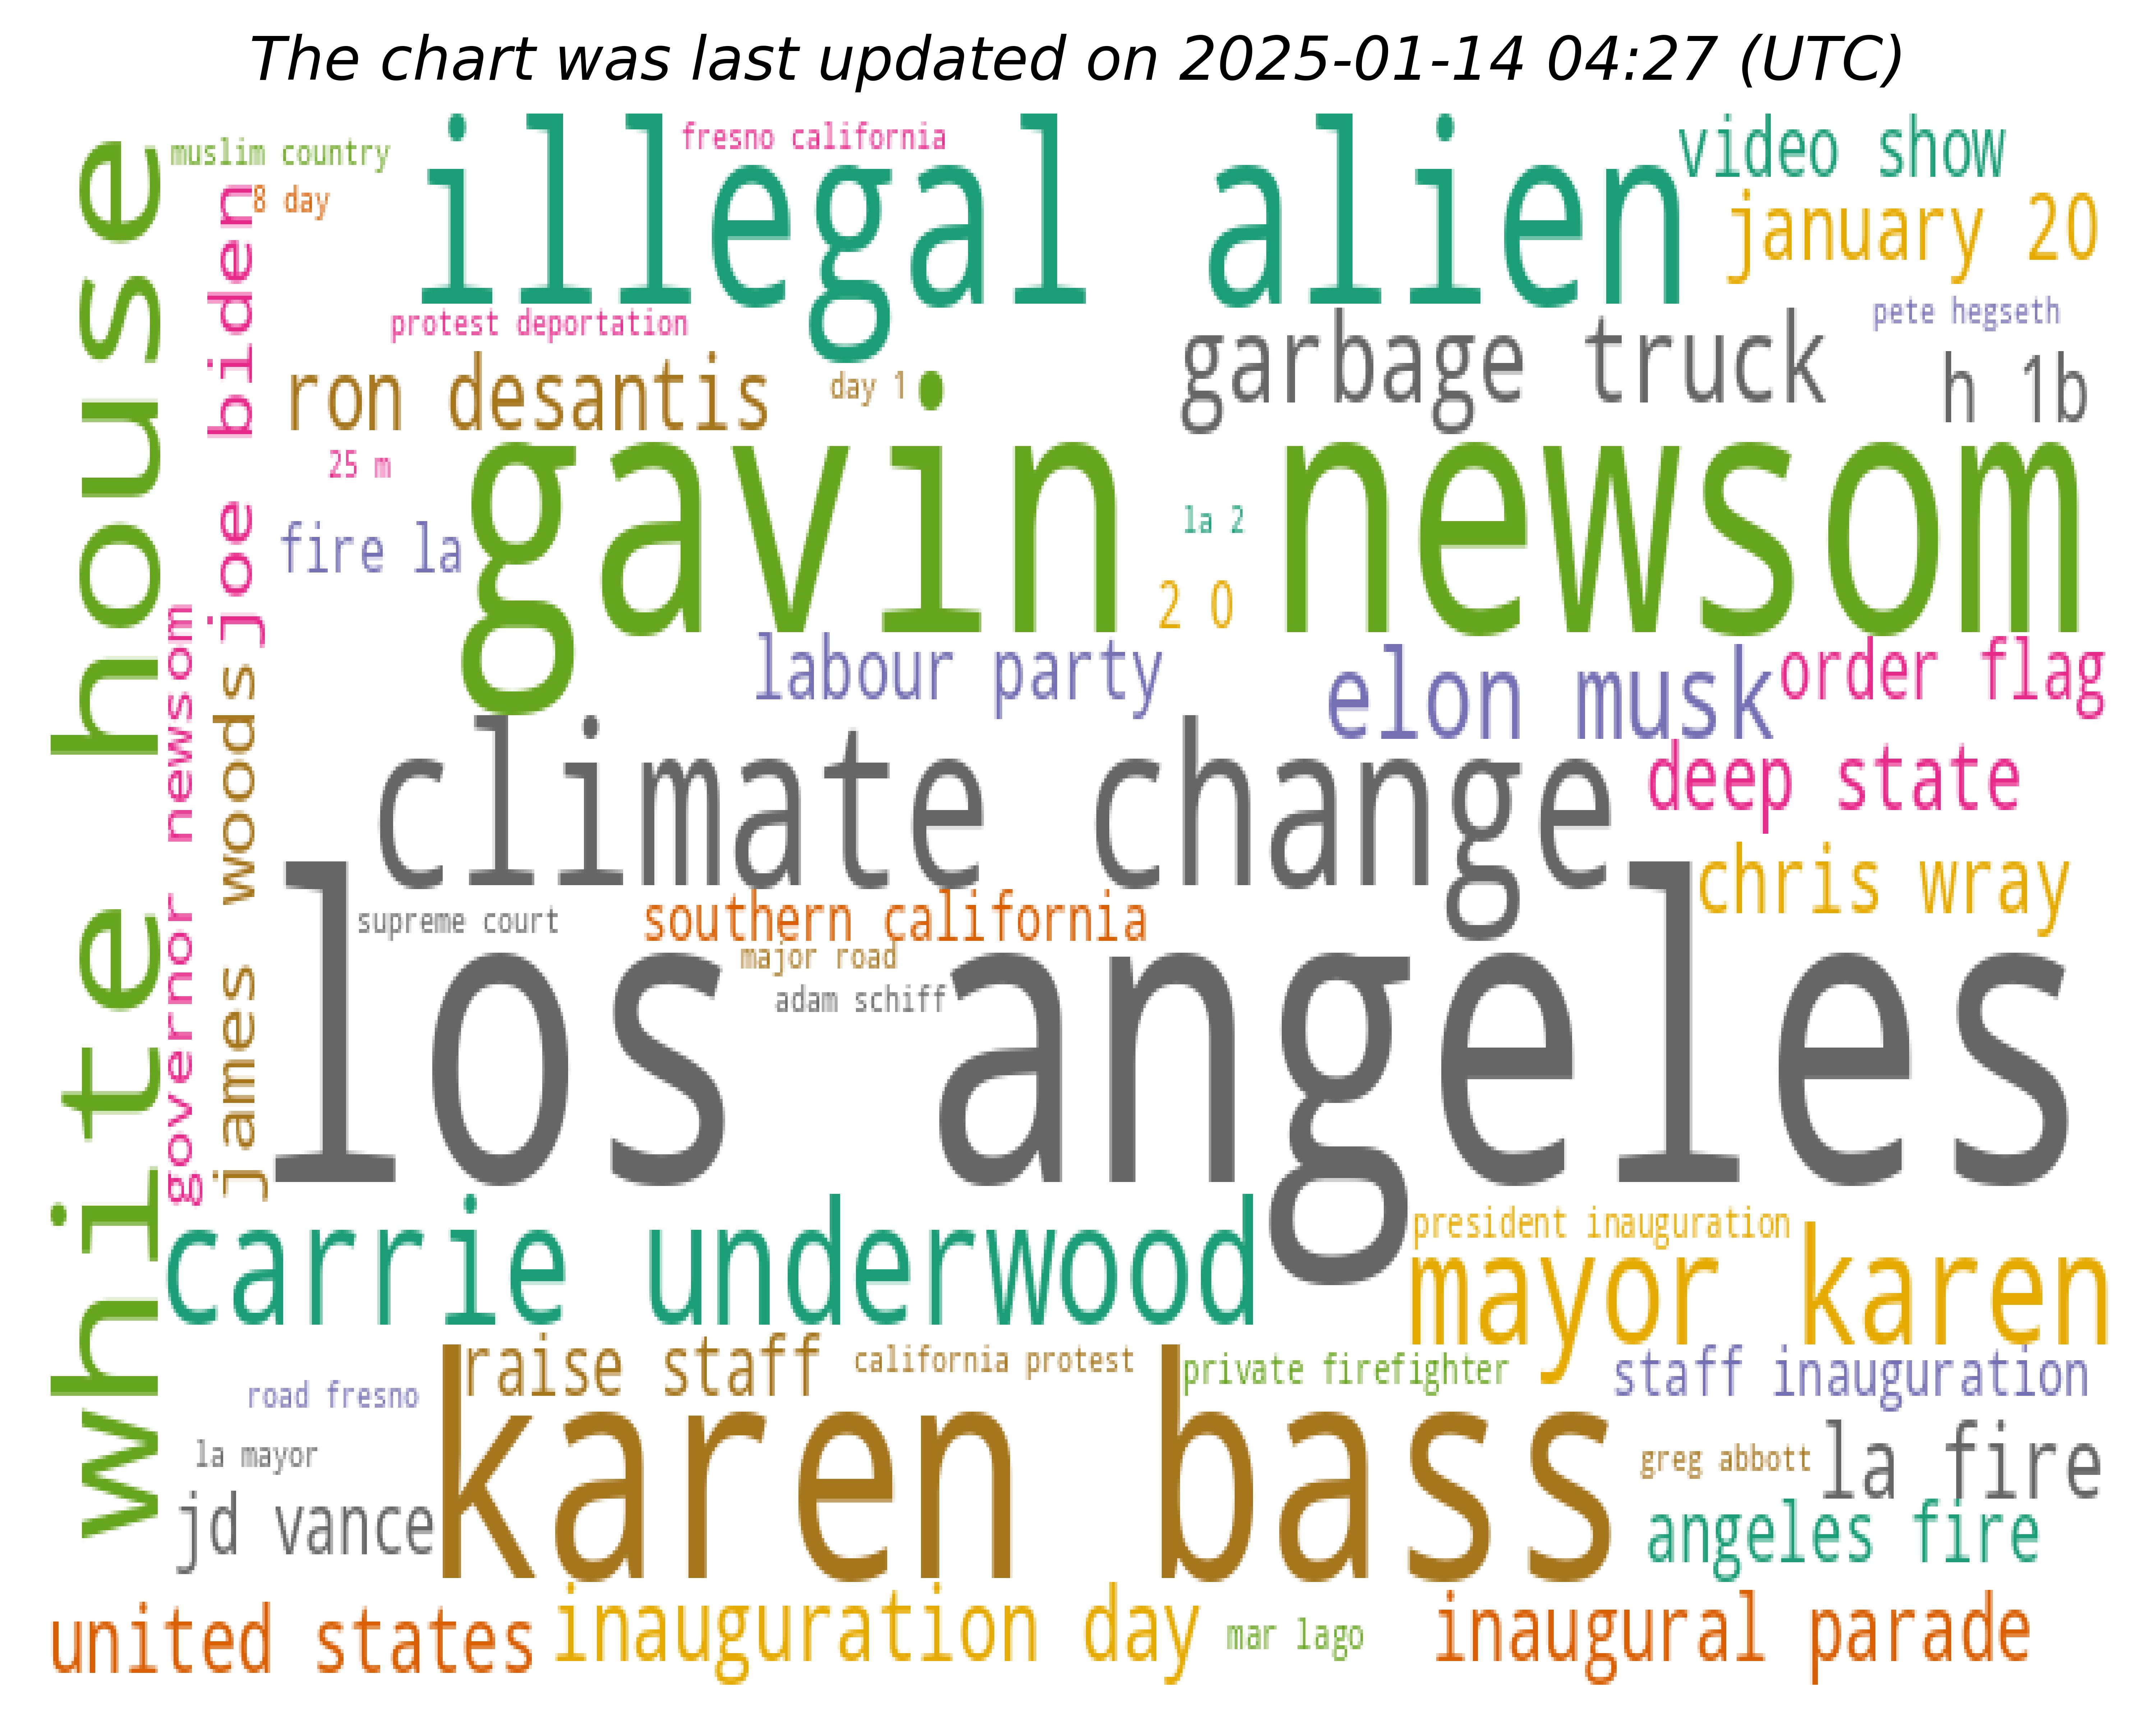 The chart was last updated on 2025-01-14 04:27 (UTC)
white house
muslim country
fresno california
illegal alien
video show
8 day
joe biden
january 20
protest deportation
pete hegseth
garbage truck
ron desantis
day 1
h 1b
25 m
gavin newsom
la 2
fire la
2 0
governor newsom
labour party
elon musk
order flag
james woods
climate change
deep state
chris wray
supreme court
southern california
major road
adam schiff
los angeles
carrie underwood
president inauguration
mayor karen
raise staff
california protest
private firefighter
staff inauguration
road fresno
karen bass
la mayor
greg abbott
la fire
jd vance
angeles fire
united states
inauguration day
mar lago
inaugural parade